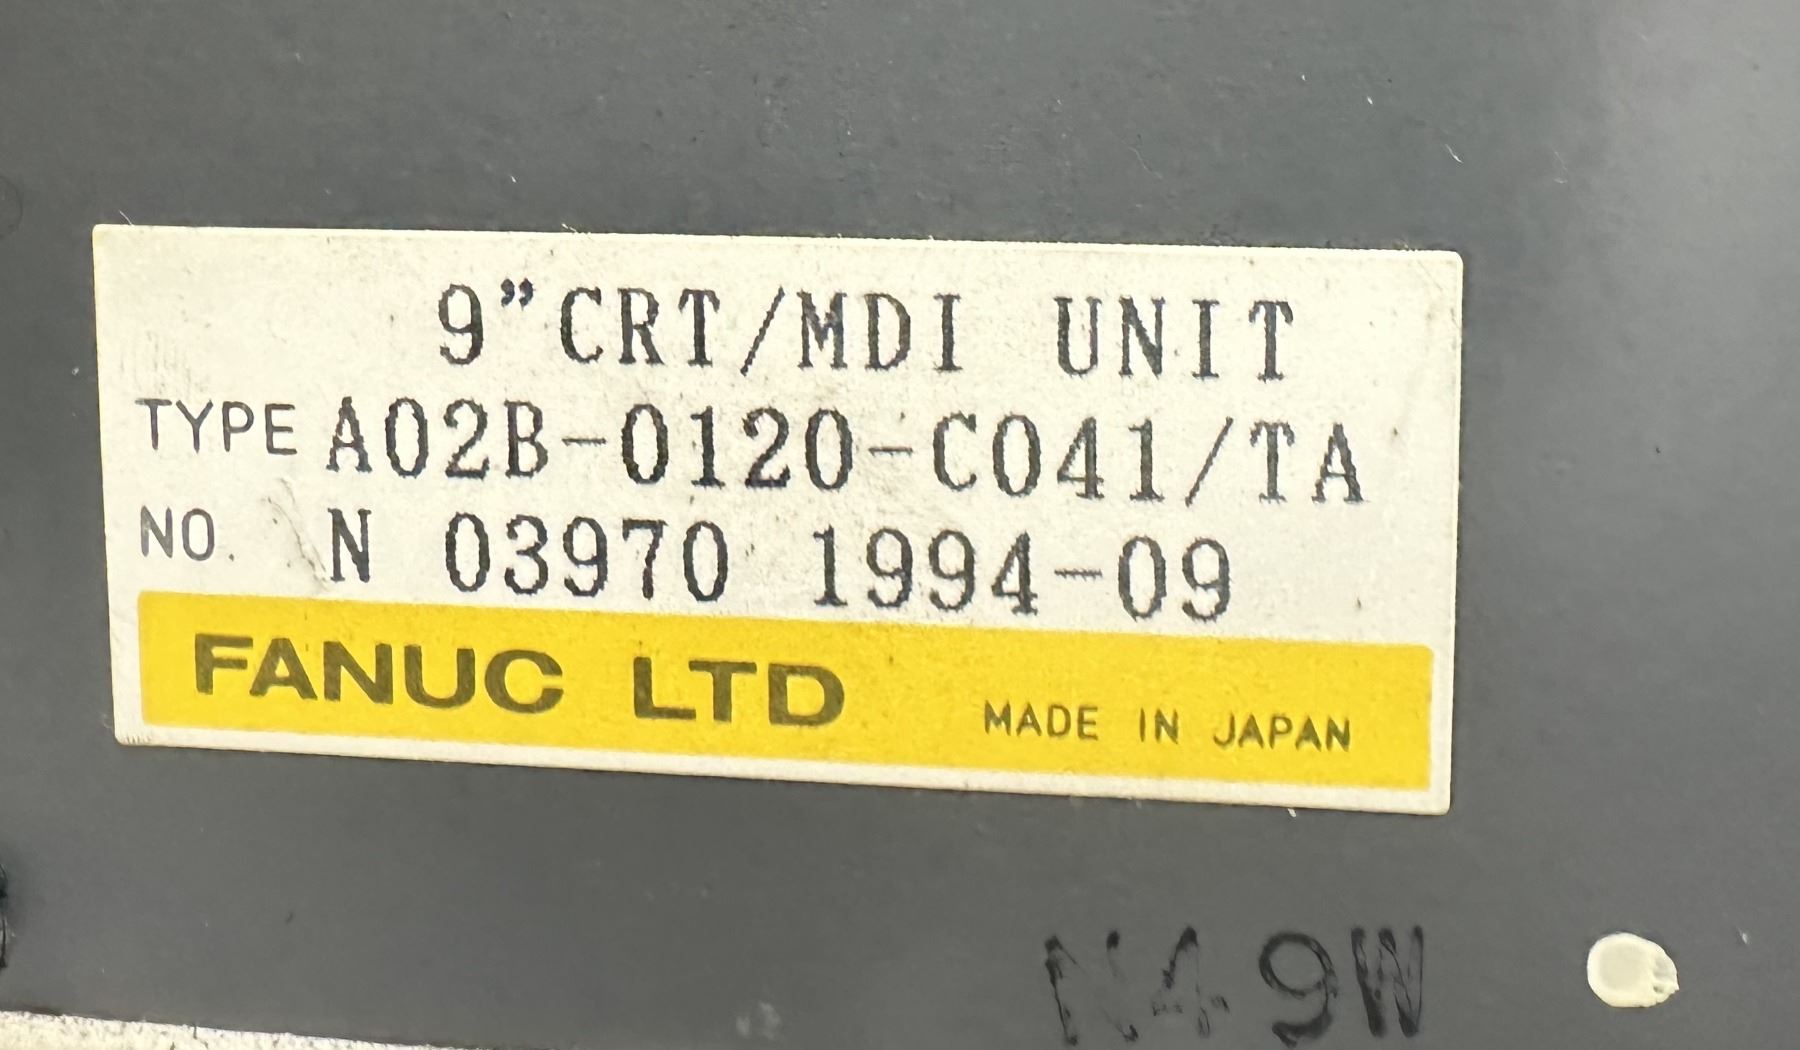 9"CRT/MDI UNIT
TYPE A02B-0120-C041/TA
NO. N 03970 1994-09
FANUC LTD MADE IN JAPAN
N49W